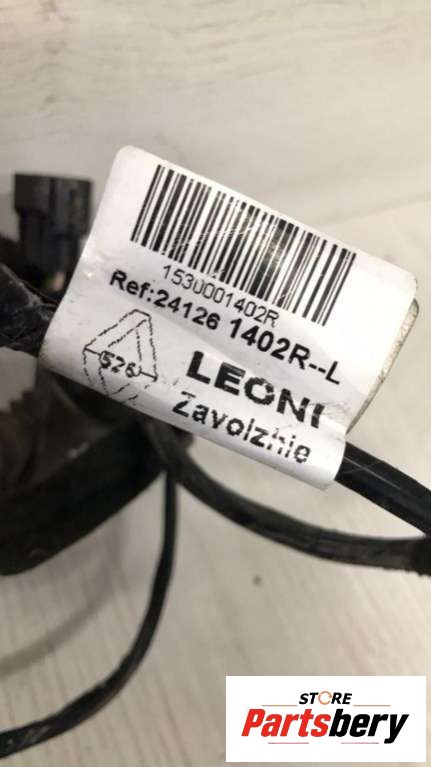 1530001402R
Ref:24126 1402R--L
526
LEONI
Zavolzhie
STORE
Partsbery